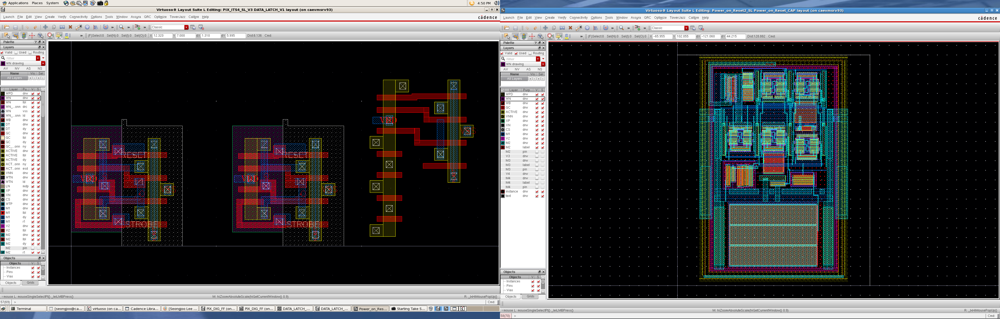 Applications Places System
4:50 PM
Virtuoso® Layout Suite L Editing: PIX_ITS4_SL_V3 DATA_LATCH_V1 layout (on caevmsrv93)
Launch File Edit View Create Verify Connectivity Options Tools Window Assura QRC Optimize TowerJazz Calibre Help
cādence
Classic
(F)Select:0 Sel(N):0 Sel(I):0 Sel(O):0 X 12.320 Y 7.000 dX 1.310 dY 5.995 Dist:6.136 Cmd:
Palette
Layers
Valid Used Routing
Filter
WN drawing
AV NV AS NS
Name Vis Sel
All Layers
Layer Pu... V S
WPD drw
WN drw
WN lbl
WN_...onn drc
WN vss
WN_...onn ld
WB drw
DT drw
DT dy
GC drw
GC lbl
GC dy
GC_...onn ny
ACTIVE drw
ACTIVE lbl
ACTIVE dy
ACT...onn ny
ACT...onn esd
VNN drw
WTN drw
WTN ld
LN mdp
XP drw
XN drw
CS drw
WTP drw
M1 drw
M1 lbl
M1 dy
M1 r1
V2 drw
V2 lbl
M2 drw
M2 lbl
M2 dy
M2 pin
M2 r1
Objects
Objects V S
Instances
Pins
Vias
Objects Grids
RESET
STROBE
RESET
STROBE
mouse L: mouseSingleSelectPt() _leiLMBPress()
M: hiZoomAbsoluteScale(hiGetCurrentWindow() 0.9)
R: _lxHiMousePopUp()
57(69) >
Cmd:
Terminal
[seongjoo@ca...
virtuoso (on ca...
Cadence Libra...
[Seongjoo Lee ...
PIX_DIG_FF (on...
PIX_DIG_FF (on...
DATA_LATCH_...
DATA_LATCH_...
Power_on_Res...
Starting Take S...
Virtuoso® Layout Suite L Editing: Power_on_Reset2_SL Power_on_Reset_CAP layout (on caevmsrv93)
Launch File Edit View Create Verify Connectivity Options Tools Window Assura QRC Optimize TowerJazz Calibre Help
cādence
Classic
(F)Select:0 Sel(N):0 Sel(I):0 Sel(O):0 X -65.955 Y 102.055 dX -121.060 dY 44.215 Dist:128.882 Cmd:
Palette
Layers
Valid Used Routing
Filter
WN drawing
AV NV AS NS
Name Vis Sel
All Layers
Layer Purp... V S
WPD drw
WN drw
WB drw
GC drw
ACTIVE drw
VNN drw
XP drw
XN drw
CS drw
M1 drw
V2 drw
M2 drw
M2 label
M2 pin
V3 drw
M3 drw
M3 label
M3 pin
V4 drw
M4 drw
M4 label
M4 pin
instance drw
text drw
Objects
Objects V S
Instances
Pins
Vias
Objects Grids
mouse L: mouseSingleSelectPt() _leiLMBPress()
M: hiZoomAbsoluteScale(hiGetCurrentWindow() 0.9)
R: _lxHiMousePopUp()
58(70) >
Cmd: